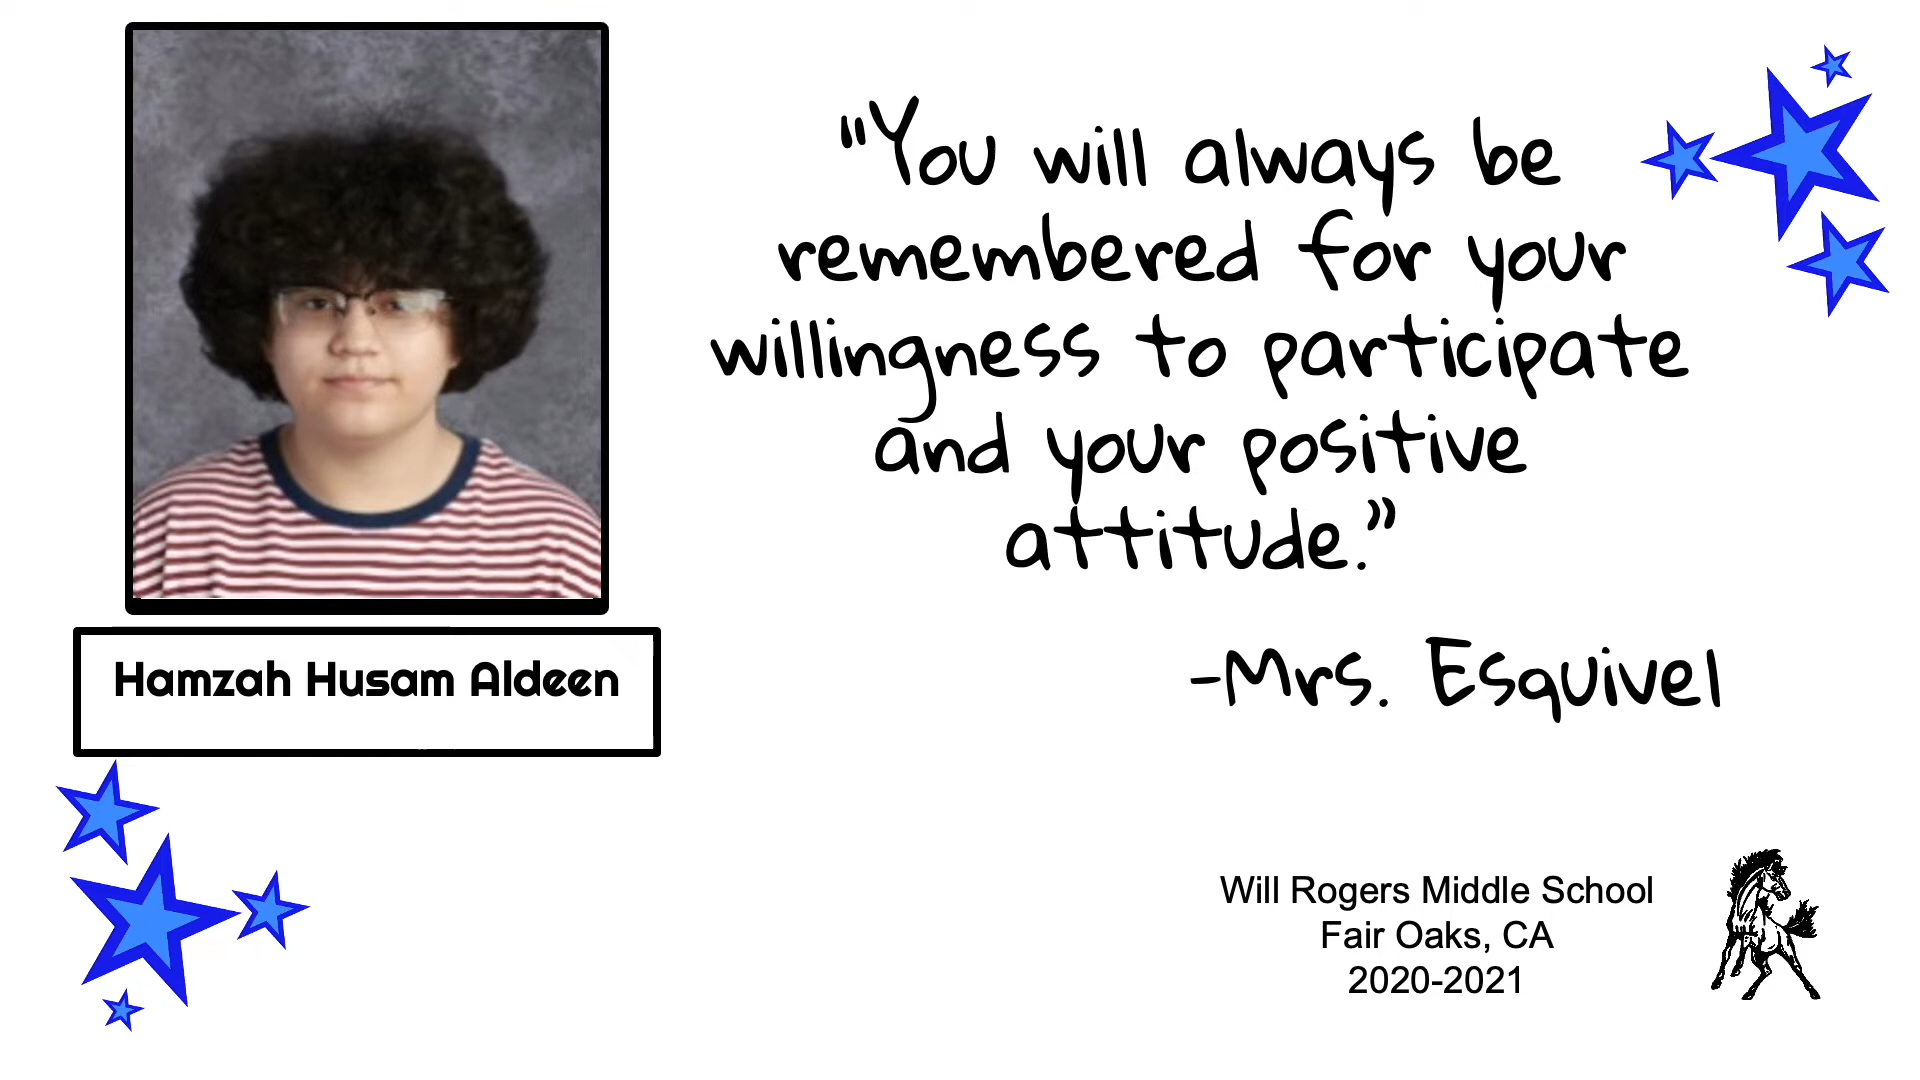 "You will always be
remembered for your
willingness to participate
and your positive
attitude.”
-Mrs. Esquivel
Hamzah Husam Aldeen
Will Rogers Middle School
Fair Oaks, CA
2020-2021